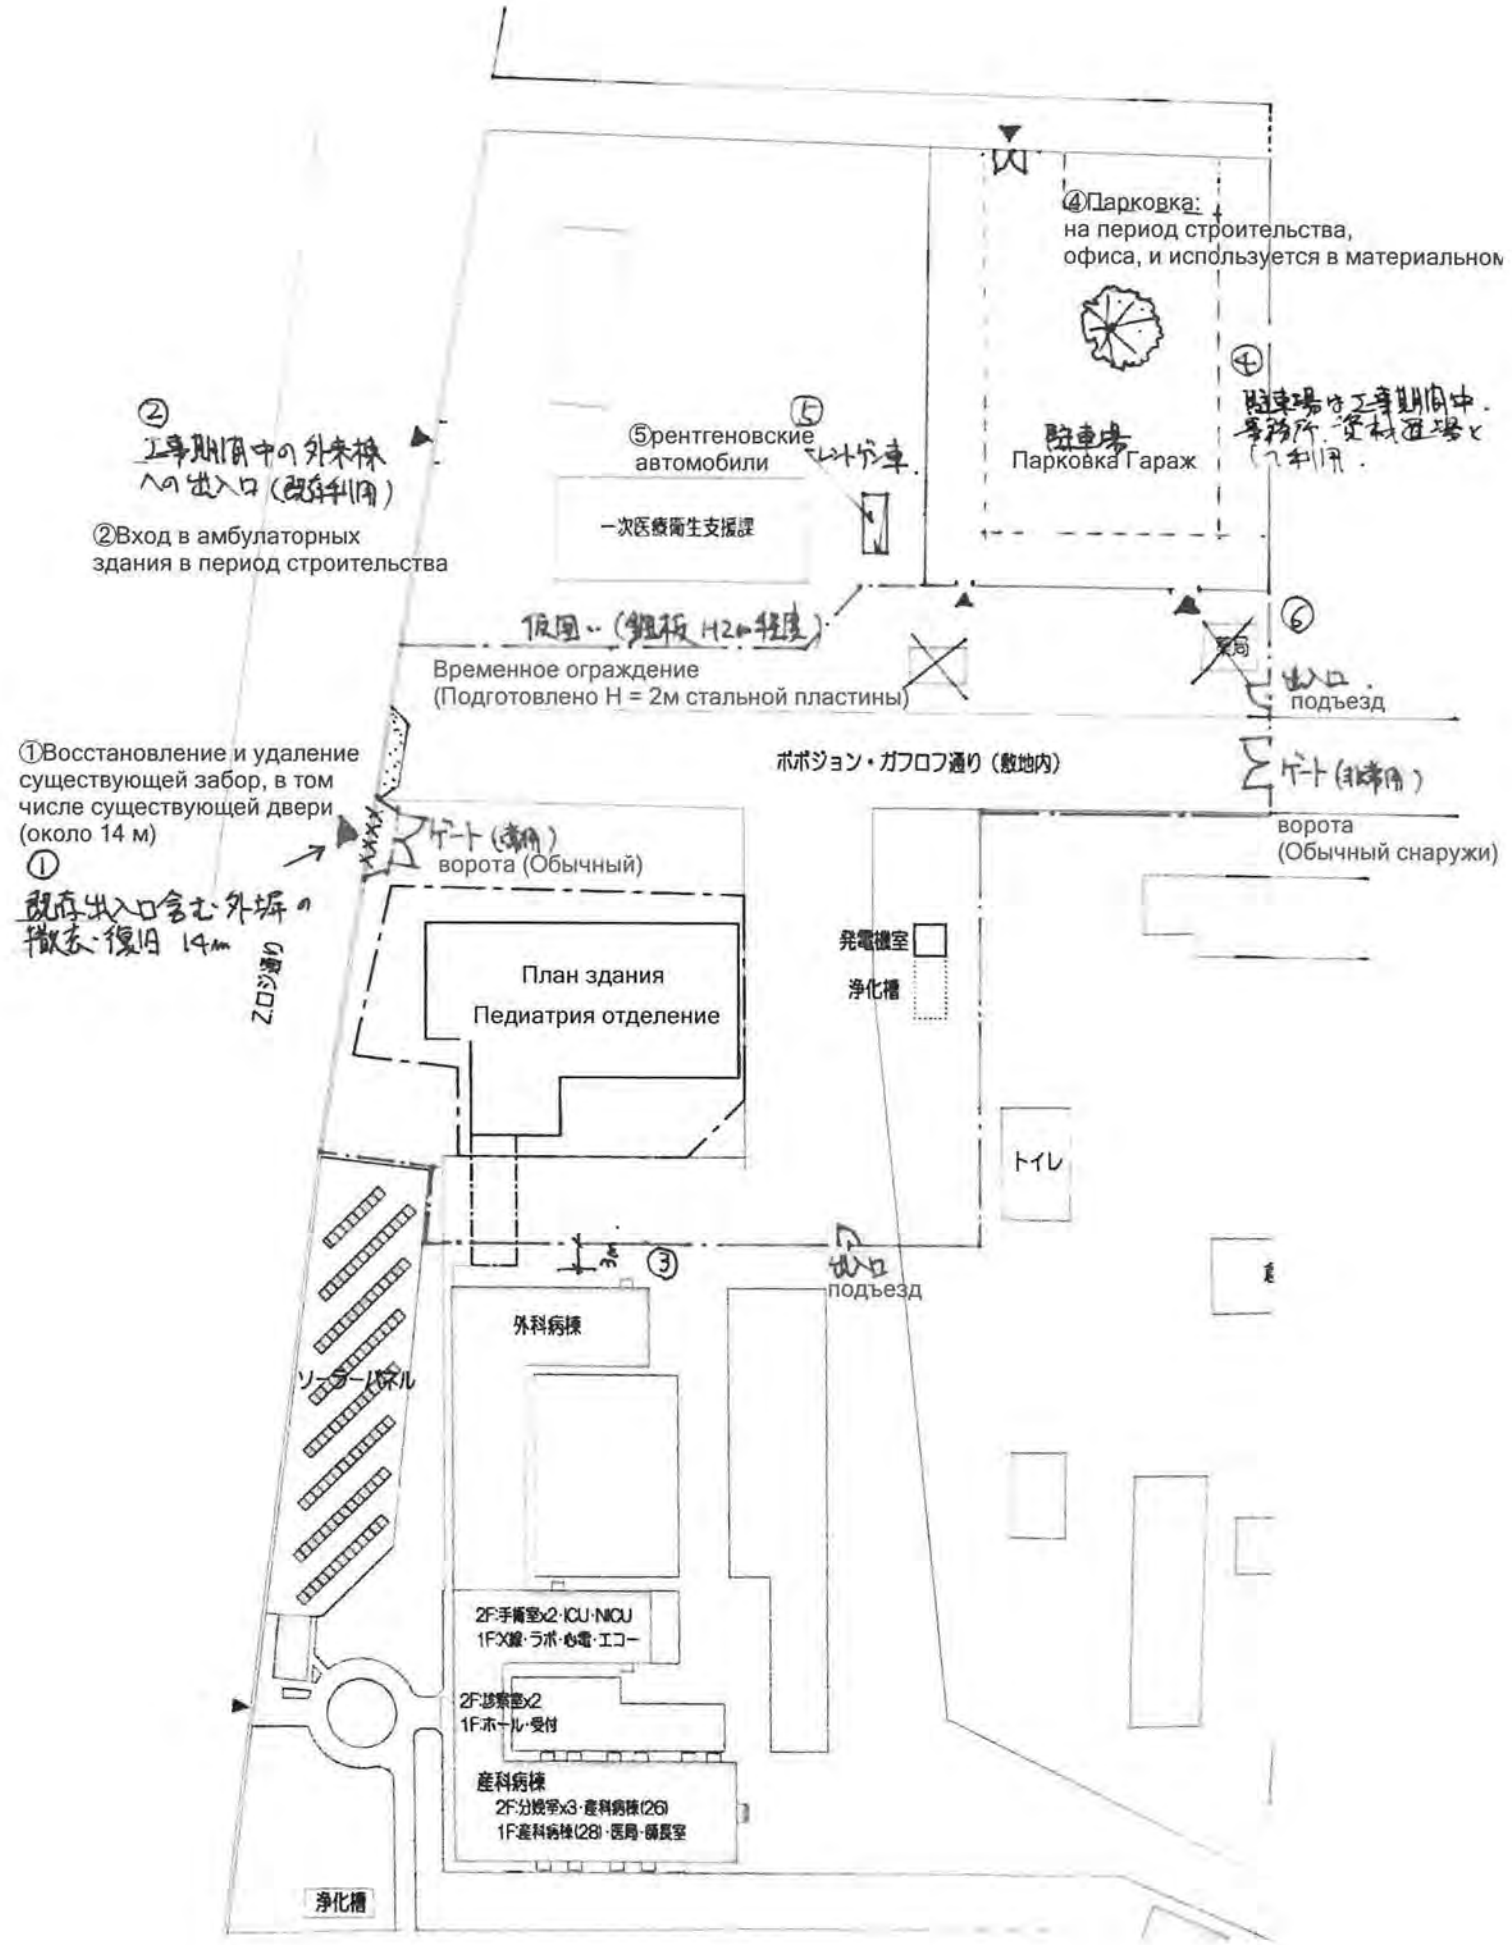 ④Парковка:
на период строительства,
офиса, и используется в материальном
②
工事期間中の外来棟
への出入口（既存利用）
②Вход в амбулаторных
здания в период строительства
⑤
⑤рентгеновские
автомобили
レントゲン車
一次医療衛生支援課
駐車場
Парковка Гараж
④
駐車場は工事期間中.
事務所.資材置場と
して利用.
仮囲い（鋼板 H2m程度）
Временное ограждение
(Подготовлено H = 2м стальной пластины)
薬局
⑥
出入口.
подъезд
ボボジョン・ガフロフ通り（敷地内）
ゲート（非常用）
ворота
(Обычный снаружи)
①Восстановление и удаление
существующей забор, в том
числе существующей двери
(около 14 м)
①
既存出入口含む外塀の
撤去・復旧 14m
XXXX
ゲート（常用）
ворота (Обычный)
Zロジ通り
План здания
Педиатрия отделение
発電機室
浄化槽
トイレ
3m
③
出入口
подъезд
外科病棟
ソーラーパネル
2F:手術室x2・ICU・NICU
1F:X線・ラボ・心電・エコー
2F:診察室x2
1F:ホール・受付
産科病棟
2F:分娩室x3・産科病棟(26)
1F:産科病棟(28)・医局・師長室
浄化槽